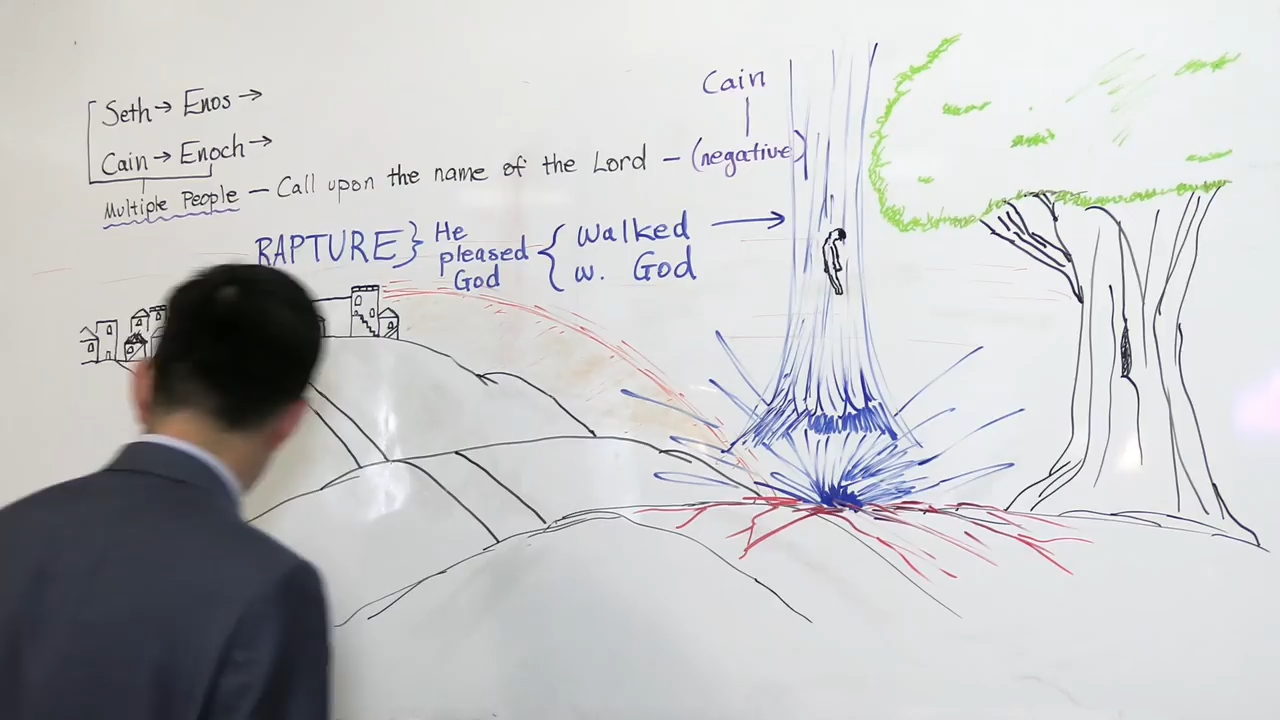 Seth → Enos →
Cain → Enoch →
Multiple People – Call upon the name of the Lord – (negative)
Cain
RAPTURE } He pleased God { Walked w. God →